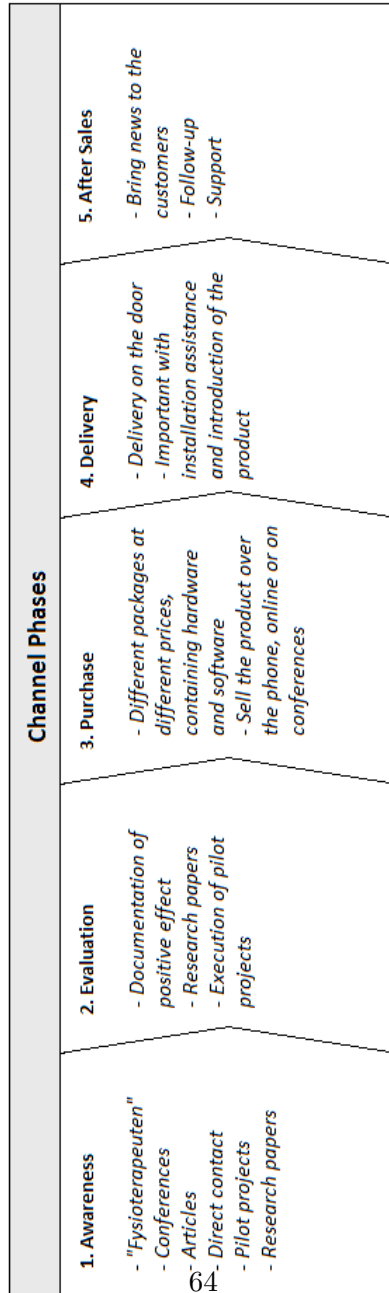 Channel Phases
1. Awareness
- "Fysioterapeuten"
- Conferences
- Articles
- Direct contact
- Pilot projects
- Research papers
2. Evaluation
- Documentation of
positive effect
- Research papers
- Execution of pilot
projects
3. Purchase
- Different packages at
different prices,
containing hardware
and software
- Sell the product over
the phone, online or on
conferences
4. Delivery
- Delivery on the door
- Important with
installation assistance
and introduction of the
product
5. After Sales
- Bring news to the
customers
- Follow-up
- Support
64